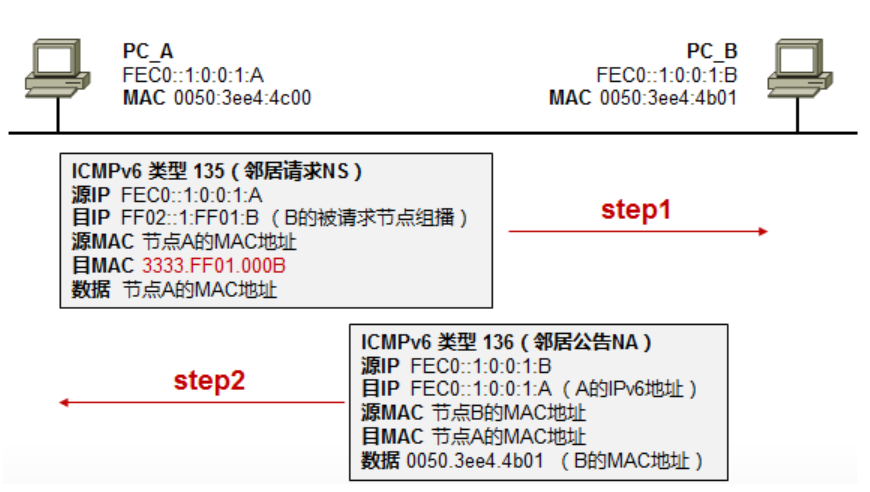 PC_A
FEC0::1:0:0:1:A
MAC 0050:3ee4:4c00
PC_B
FEC0::1:0:0:1:B
MAC 0050:3ee4:4b01
ICMPv6 类型 135（邻居请求NS）
源IP FEC0::1:0:0:1:A
目IP FF02::1:FF01:B （B的被请求节点组播）
源MAC 节点A的MAC地址
目MAC 3333.FF01.000B
数据 节点A的MAC地址
step1
ICMPv6 类型 136（邻居公告NA）
源IP FEC0::1:0:0:1:B
目IP FEC0::1:0:0:1:A （A的IPv6地址）
源MAC 节点B的MAC地址
目MAC 节点A的MAC地址
数据 0050.3ee4.4b01 （B的MAC地址）
step2